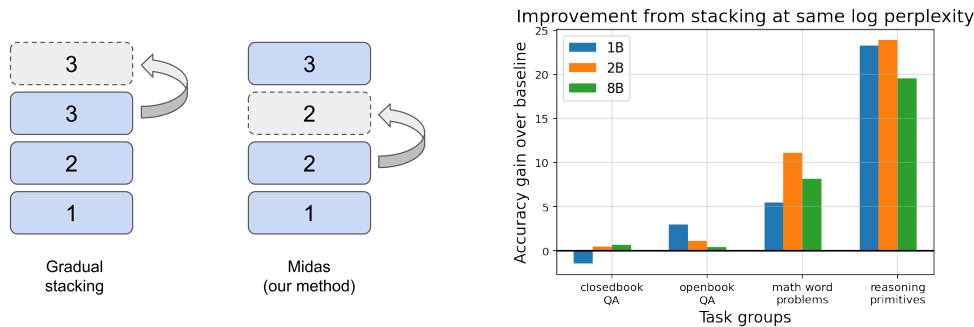 3
3
2
1
Gradual
stacking
3
2
2
1
Midas
(our method)
Improvement from stacking at same log perplexity
Accuracy gain over baseline
25
20
15
10
5
0
1B
2B
8B
closedbook
QA
openbook
QA
math word
problems
reasoning
primitives
Task groups